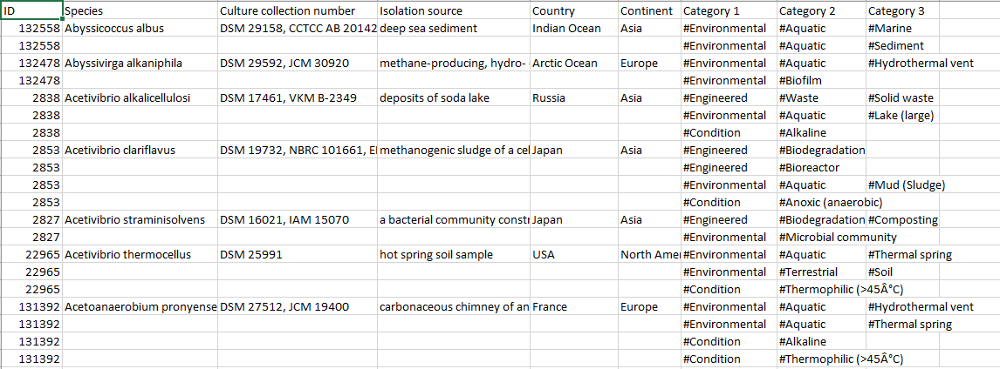 ID Species Culture collection number Isolation source Country Continent Category 1 Category 2 Category 3
132558 Abyssicoccus albus DSM 29158, CCTCC AB 20142 deep sea sediment Indian Ocean Asia #Environmental #Aquatic #Marine
132558 #Environmental #Aquatic #Sediment
132478 Abyssivirga alkaniphila DSM 29592, JCM 30920 methane-producing, hydro- Arctic Ocean Europe #Environmental #Aquatic #Hydrothermal vent
132478 #Environmental #Biofilm
2838 Acetivibrio alkalicellulosi DSM 17461, VKM B-2349 deposits of soda lake Russia Asia #Engineered #Waste #Solid waste
2838 #Environmental #Aquatic #Lake (large)
2838 #Condition #Alkaline
2853 Acetivibrio clariflavus DSM 19732, NBRC 101661, E methanogenic sludge of a cel Japan Asia #Engineered #Biodegradation
2853 #Engineered #Bioreactor
2853 #Environmental #Aquatic #Mud (Sludge)
2853 #Condition #Anoxic (anaerobic)
2827 Acetivibrio straminisolvens DSM 16021, IAM 15070 a bacterial community constr Japan Asia #Engineered #Biodegradation #Composting
2827 #Environmental #Microbial community
22965 Acetivibrio thermocellus DSM 25991 hot spring soil sample USA North Amer #Environmental #Aquatic #Thermal spring
22965 #Environmental #Terrestrial #Soil
22965 #Condition #Thermophilic (>45Â°C)
131392 Acetoanaerobium pronyense DSM 27512, JCM 19400 carbonaceous chimney of an France Europe #Environmental #Aquatic #Hydrothermal vent
131392 #Environmental #Aquatic #Thermal spring
131392 #Condition #Alkaline
131392 #Condition #Thermophilic (>45Â°C)